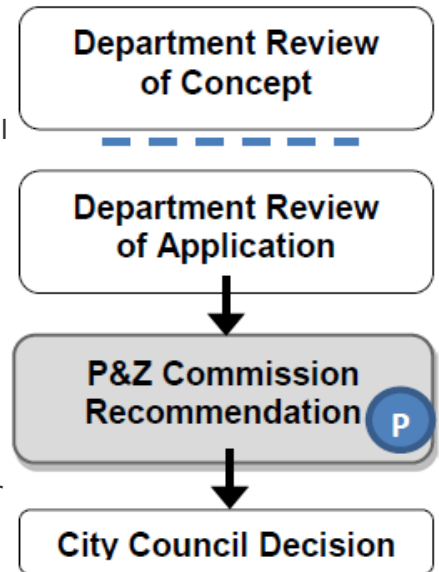 Department Review
of Concept
l
Department Review
of Application
P&Z Commission
Recommendation
P
City Council Decision